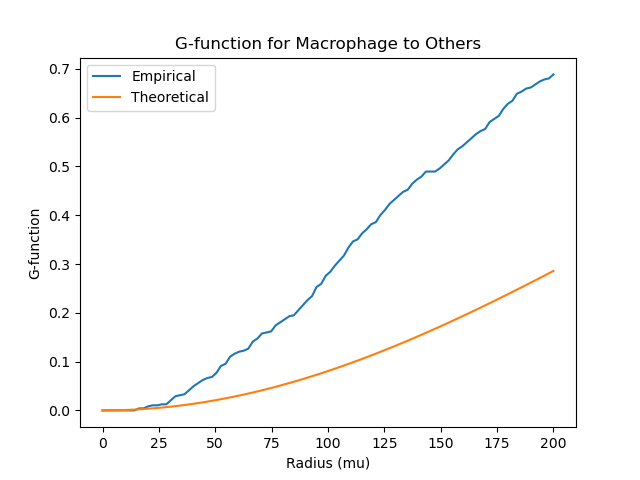 G-function for Macrophage to Others
Empirical
Theoretical
G-function
0.7
0.6
0.5
0.4
0.3
0.2
0.1
0.0
0 25 50 75 100 125 150 175 200
Radius (mu)